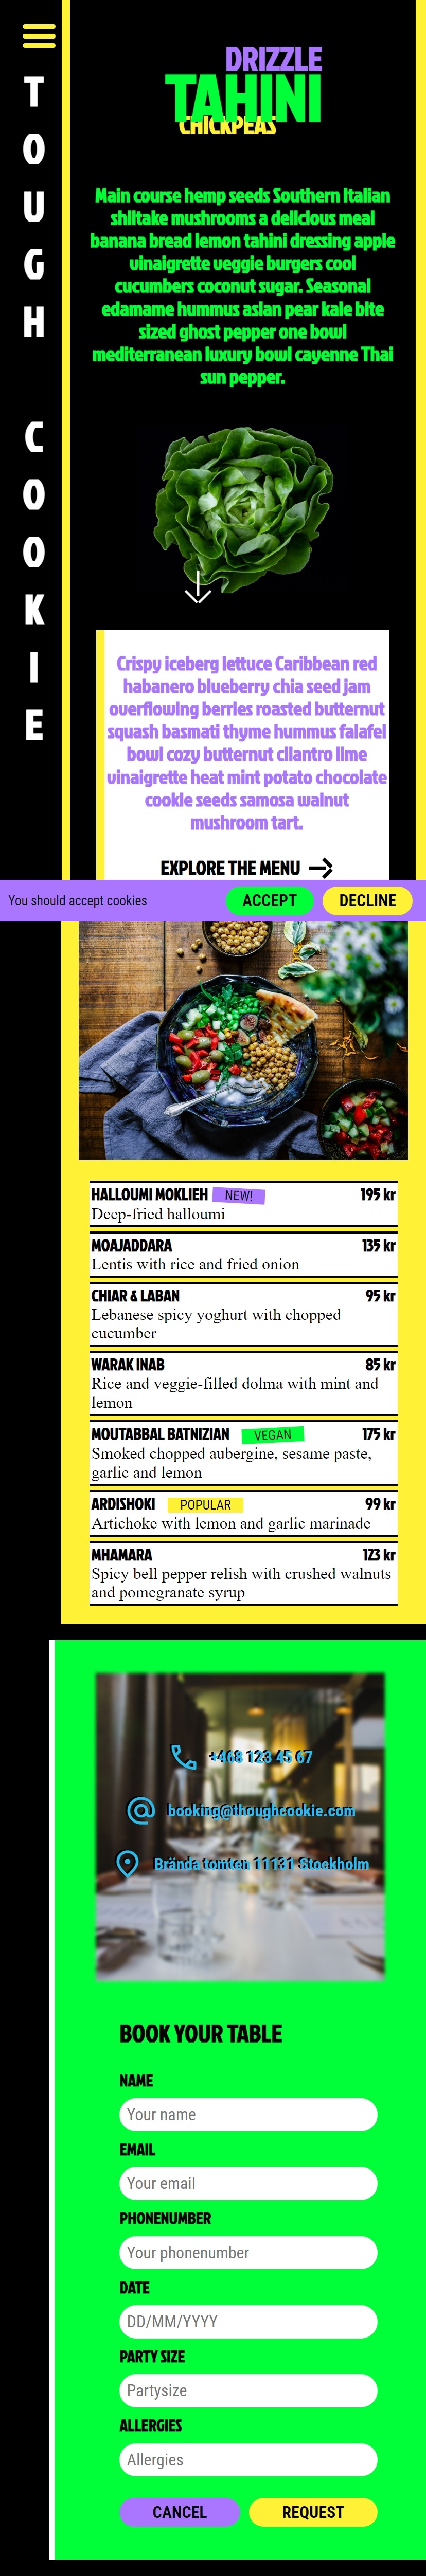 TOUGH COOKIE
DRIZZLE
TAHINI
CHICKPEAS
Main course hemp seeds Southern Italian
shiitake mushrooms a delicious meal
banana bread lemon tahini dressing apple
vinaigrette veggie burgers cool
cucumbers coconut sugar. Seasonal
edamame hummus asian pear kale bite
sized ghost pepper one bowl
mediterranean luxury bowl cayenne Thai
sun pepper.
Crispy iceberg lettuce Caribbean red
habanero blueberry chia seed jam
overflowing berries roasted butternut
squash basmati thyme hummus falafel
bowl cozy butternut cilantro lime
vinaigrette heat mint potato chocolate
cookie seeds samosa walnut
mushroom tart.
EXPLORE THE MENU
You should accept cookies ACCEPT DECLINE
HALLOUMI MOKLIEH NEW! 195 kr
Deep-fried halloumi
MOAJADDARA 135 kr
Lentis with rice and fried onion
CHIAR & LABAN 95 kr
Lebanese spicy yoghurt with chopped
cucumber
WARAK INAB 85 kr
Rice and veggie-filled dolma with mint and
lemon
MOUTABBAL BATNIZIAN VEGAN 175 kr
Smoked chopped aubergine, sesame paste,
garlic and lemon
ARDISHOKI POPULAR 99 kr
Artichoke with lemon and garlic marinade
MHAMARA 123 kr
Spicy bell pepper relish with crushed walnuts
and pomegranate syrup
+468 123 45 67
booking@thoughcookie.com
Brända tomten 11131 Stockholm
BOOK YOUR TABLE
NAME
Your name
EMAIL
Your email
PHONENUMBER
Your phonenumber
DATE
DD/MM/YYYY
PARTY SIZE
Partysize
ALLERGIES
Allergies
CANCEL REQUEST